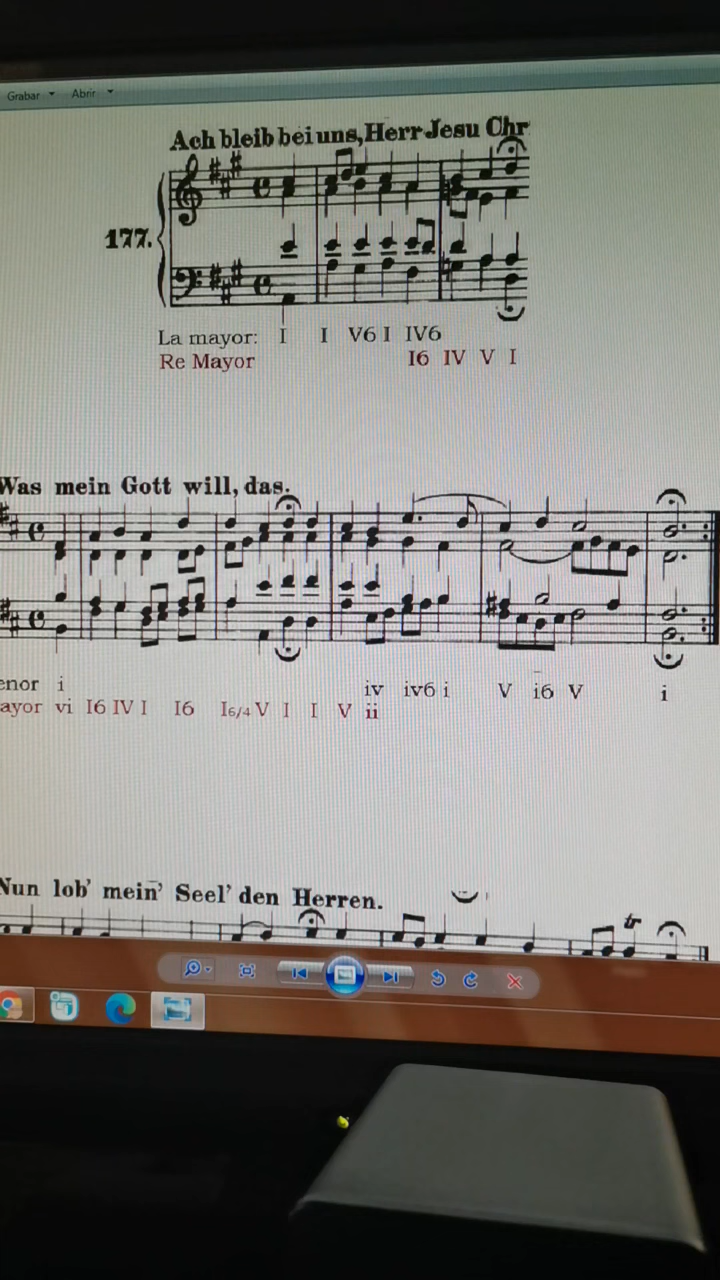 Grabar Abrir
Ach bleib bei uns, Herr Jesu Chr
177.
La mayor: I I V6 I IV6
Re Mayor I6 IV V I
Was mein Gott will, das.
enor i iv iv6 i V i6 V i
ayor vi I6 IV I I6 I6/4 V I I V ii
Nun lob' mein' Seel' den Herren.
tr